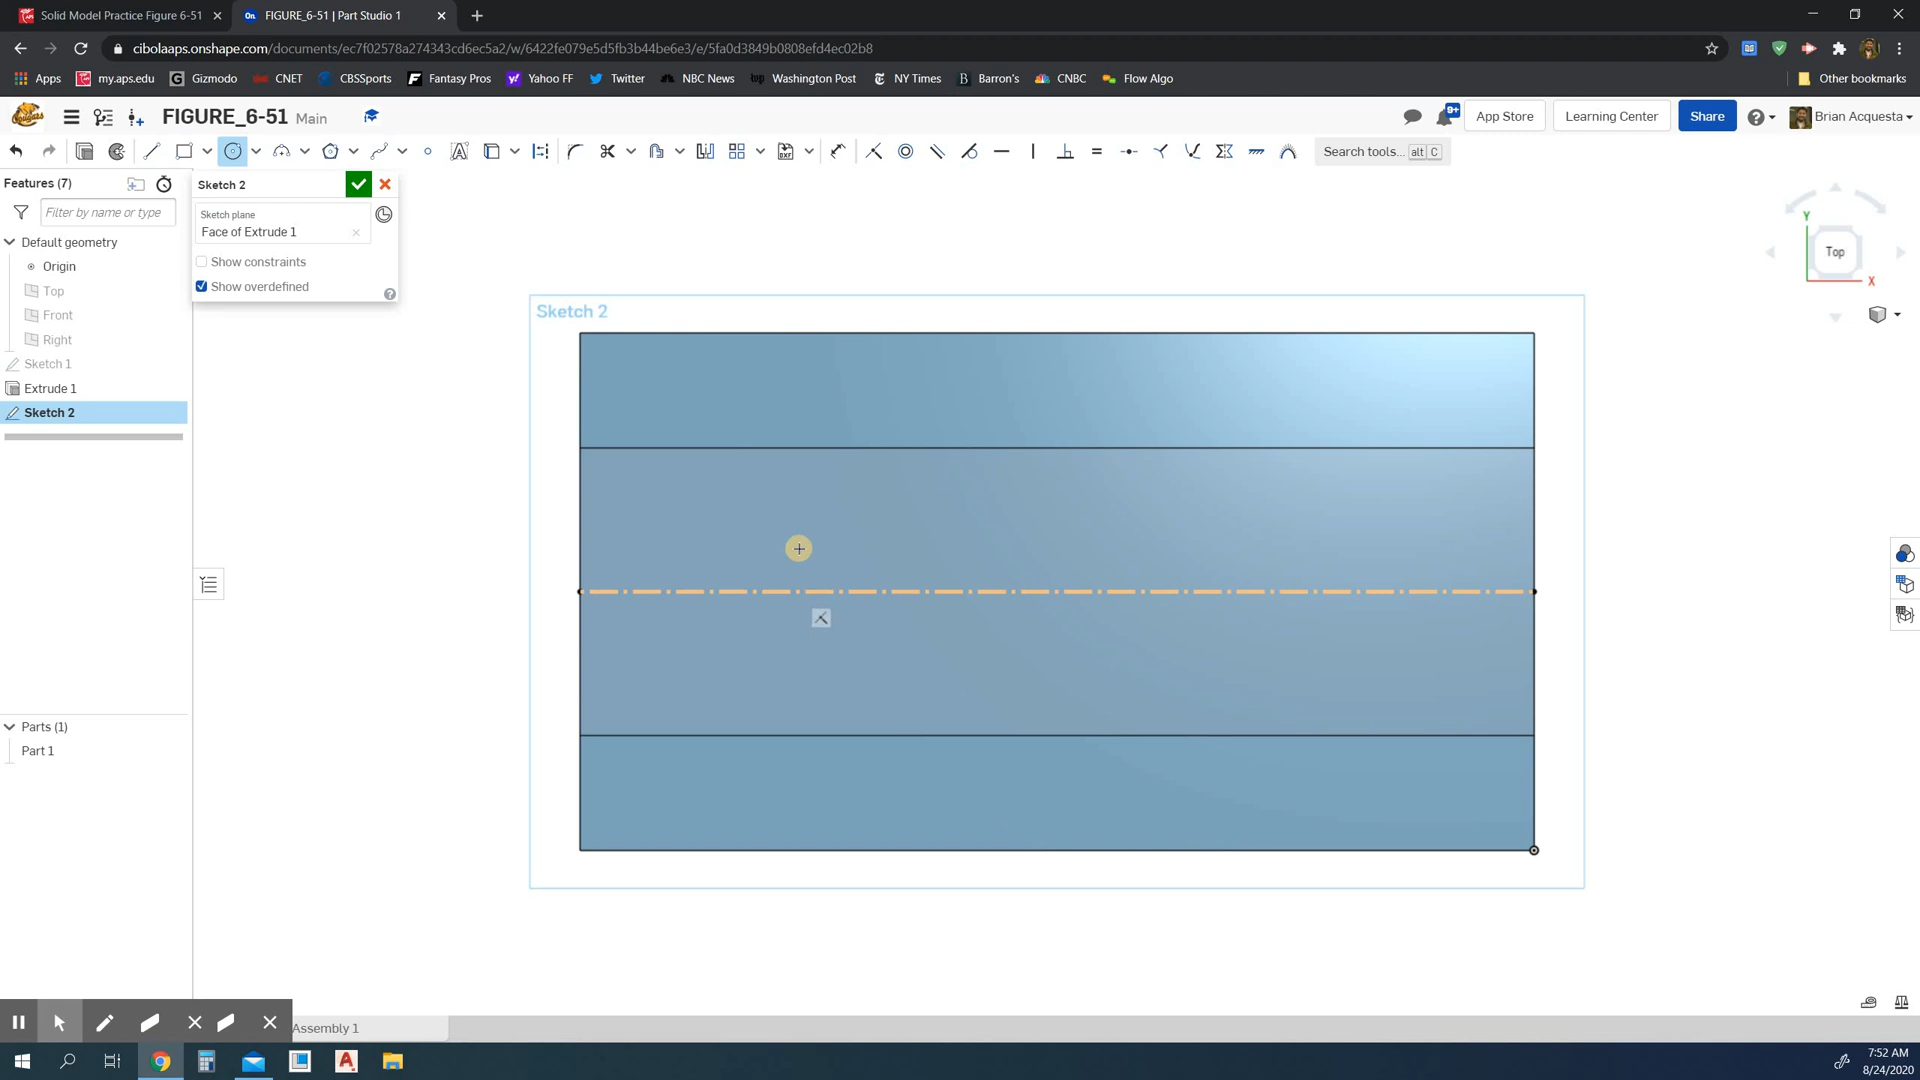 Solid Model Practice Figure 6-51
FIGURE_6-51 | Part Studio 1
cibolaaps.onshape.com/documents/ec7f02578a274343cd6ec5a2/w/6422fe079e5d5fb3b44be6e3/e/5fa0d3849b0808efd4ec02b8
Apps my.aps.edu Gizmodo CNET CBSSports Fantasy Pros Yahoo FF Twitter NBC News Washington Post NY Times Barron's CNBC Flow Algo Other bookmarks
FIGURE_6-51 Main 9+ App Store Learning Center Share Brian Acquesta
Search tools... alt C
Features (7)
Filter by name or type
Default geometry
Origin
Top
Front
Right
Sketch 1
Extrude 1
Sketch 2
Sketch 2
Sketch plane
Face of Extrude 1
Show constraints
Show overdefined
Sketch 2
Y
Top
X
Parts (1)
Part 1
Assembly 1
7:52 AM
8/24/2020